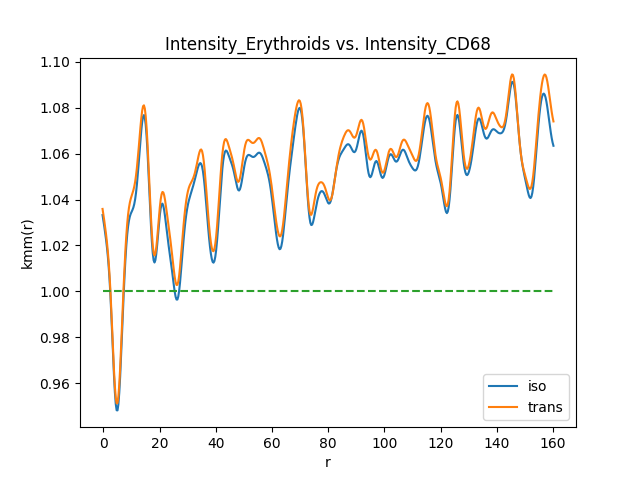 Intensity_Erythroids vs. Intensity_CD68
1.10
1.08
1.06
1.04
1.02
1.00
0.98
0.96
kmm(r)
0 20 40 60 80 100 120 140 160
r
iso
trans